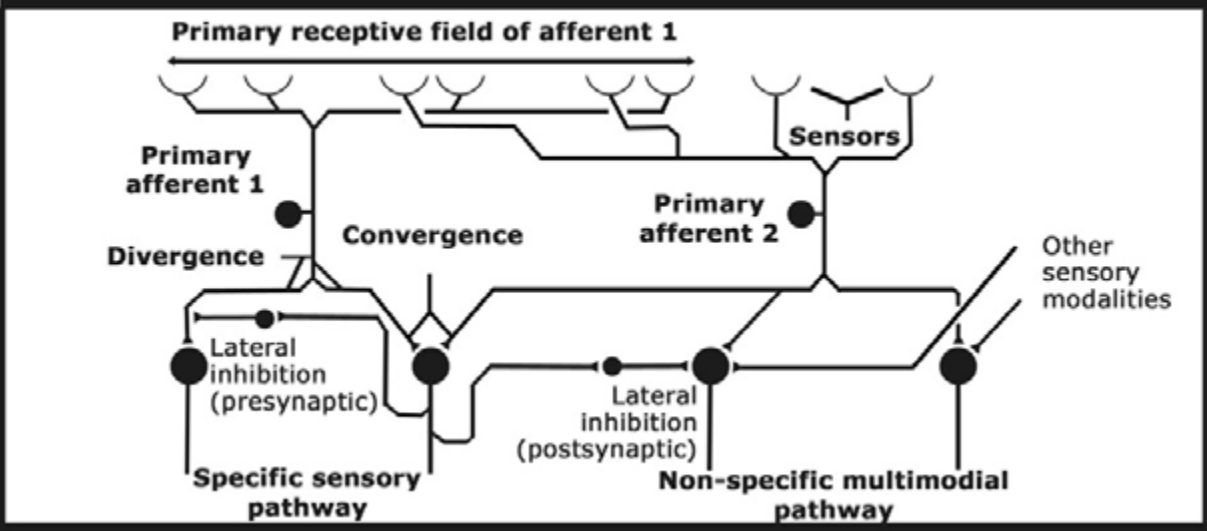 Primary receptive field of afferent 1
Sensors
Primary
afferent 1
Primary
afferent 2
Convergence
Divergence
Other
sensory
modalities
Lateral
inhibition
(presynaptic)
Lateral
inhibition
(postsynaptic)
Specific sensory
pathway
Non-specific multimodial
pathway